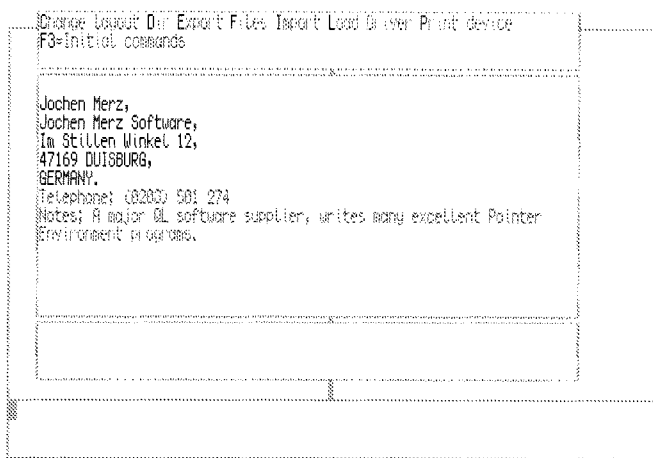 Change layout Dir Export Files Import Load Driver Print device
F3=Initial commands
Jochen Merz,
Jochen Merz Software,
Im Stillen Winkel 12,
47169 DUISBURG,
GERMANY.
Telephone; (0203) 501 274
Notes; A major QL software supplier, writes many excellent Pointer
Environment programs.